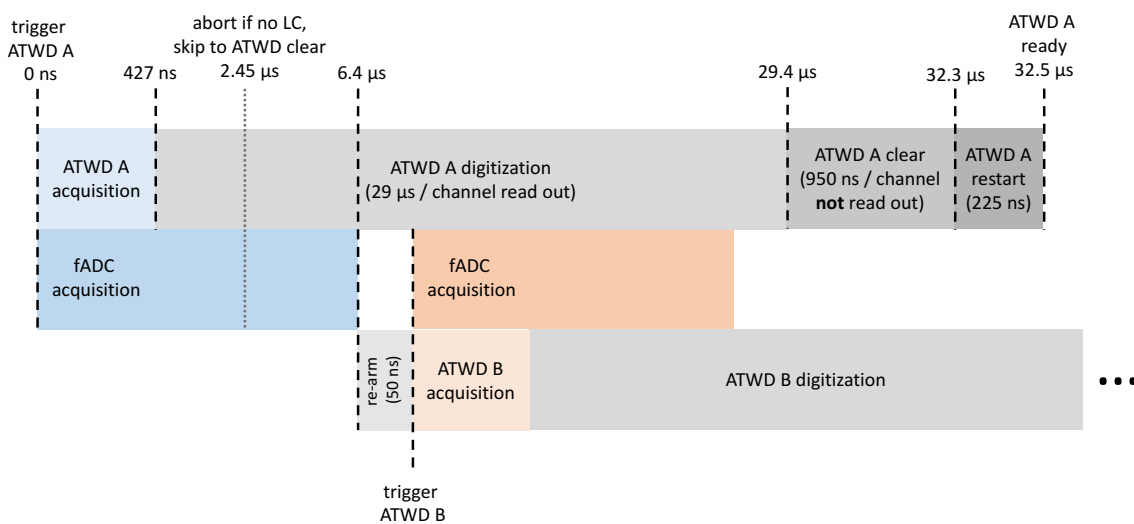 trigger
ATWD A
0 ns
427 ns
abort if no LC,
skip to ATWD clear
2.45 μs
6.4 μs
29.4 μs
32.3 μs
ATWD A
ready
32.5 μs
ATWD A
acquisition
ATWD A digitization
(29 μs / channel read out)
ATWD A clear
(950 ns / channel
not read out)
ATWD A
restart
(225 ns)
fADC
acquisition
fADC
acquisition
re-arm
(50 ns)
ATWD B
acquisition
ATWD B digitization
•••
trigger
ATWD B